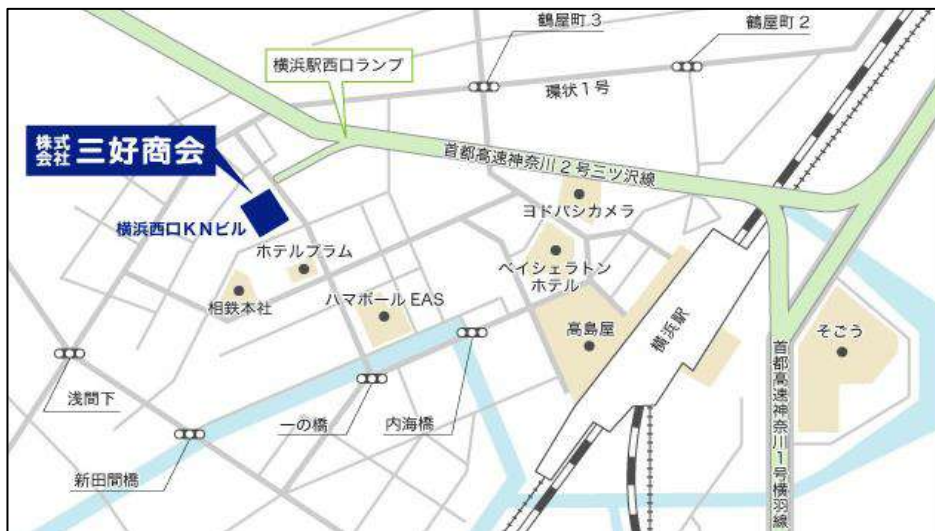 鶴屋町3
鶴屋町2
横浜駅西口ランプ
環状1号
株式
会社
三好商会
首都高速神奈川2号三ツ沢線
ヨドバシカメラ
横浜西口KNビル
ホテルプラム
ベイシェラトン
ホテル
相鉄本社
ハマボールEAS
高島屋
横浜駅
そごう
首都高速神奈川1号横羽線
浅間下
一の橋
内海橋
新田間橋